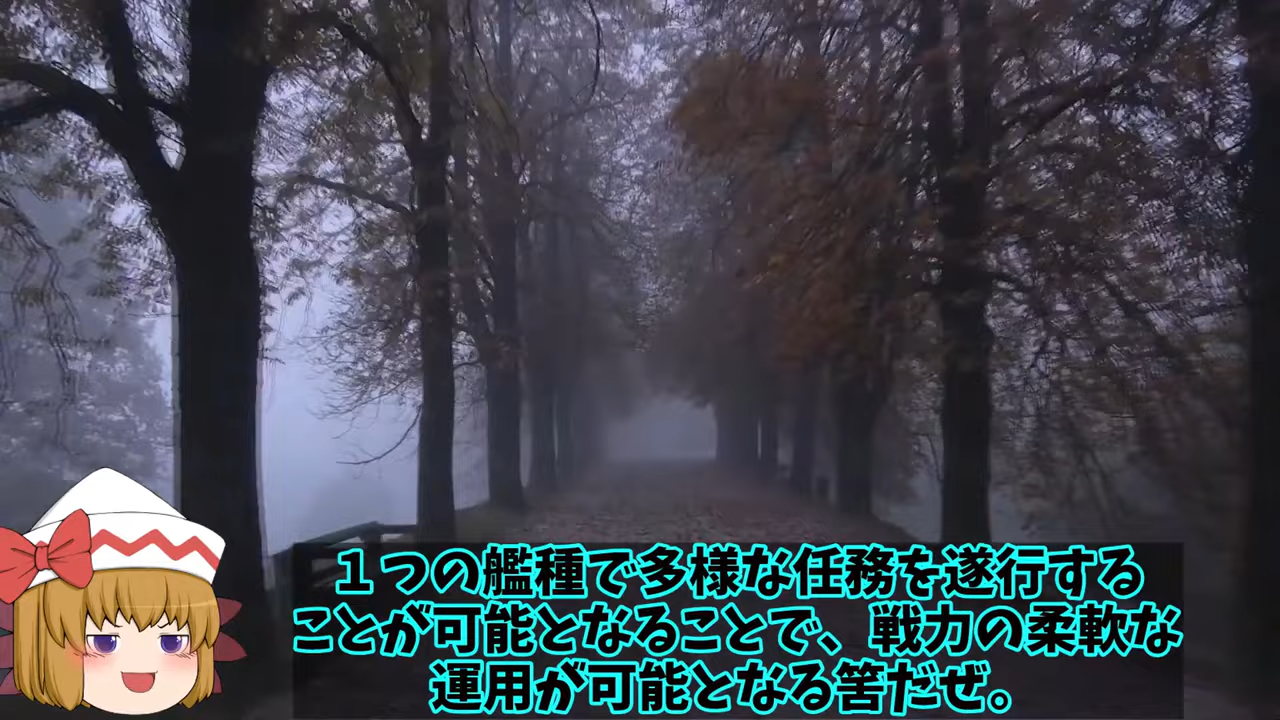 １つの艦種で多様な任務を遂行する
ことが可能となることで、戦力の柔軟な
運用が可能となる筈だぜ。